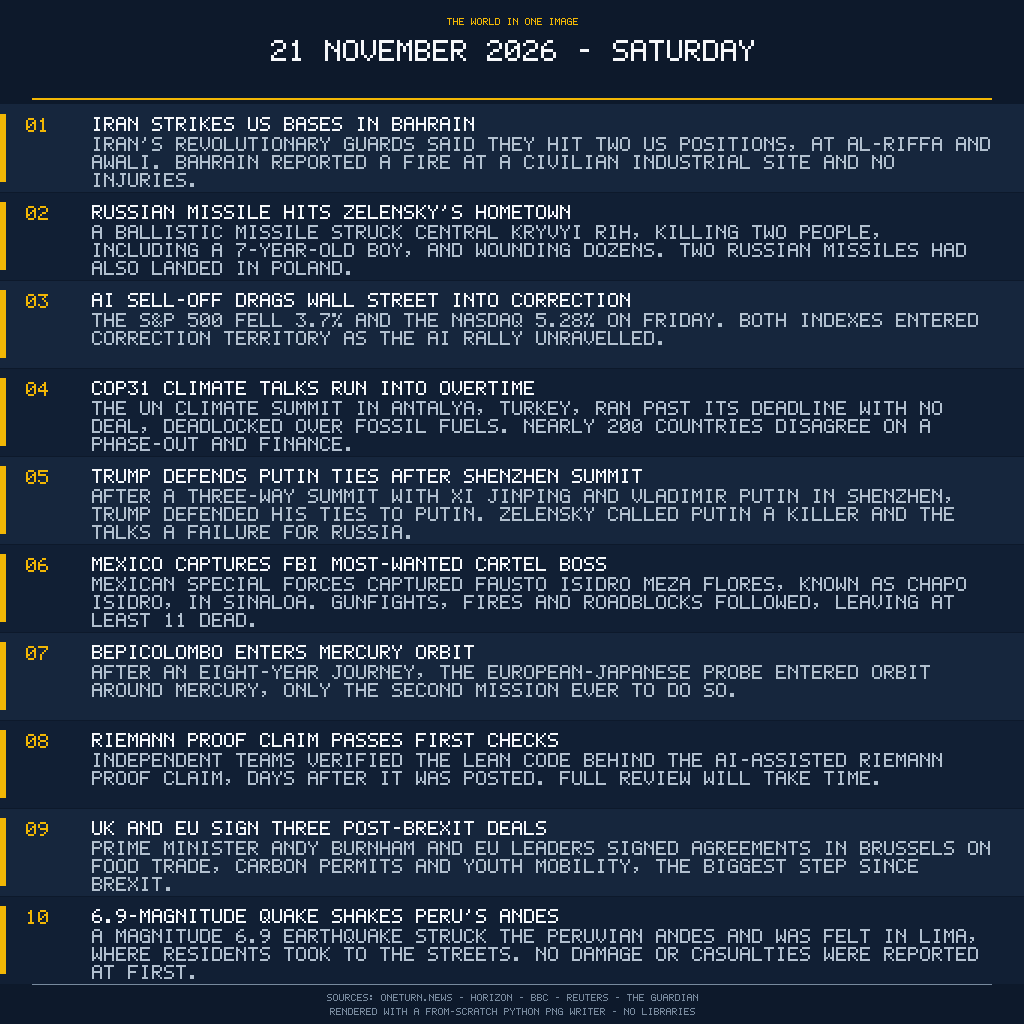 THE WORLD IN ONE IMAGE
21 NOVEMBER 2026 - SATURDAY
01
IRAN STRIKES US BASES IN BAHRAIN
IRAN'S REVOLUTIONARY GUARDS SAID THEY HIT TWO US POSITIONS, AT AL-RIFFA AND
AWALI. BAHRAIN REPORTED A FIRE AT A CIVILIAN INDUSTRIAL SITE AND NO
INJURIES.
02
RUSSIAN MISSILE HITS ZELENSKY'S HOMETOWN
A BALLISTIC MISSILE STRUCK CENTRAL KRYVYI RIH, KILLING TWO PEOPLE,
INCLUDING A 7-YEAR-OLD BOY, AND WOUNDING DOZENS. TWO RUSSIAN MISSILES HAD
ALSO LANDED IN POLAND.
03
AI SELL-OFF DRAGS WALL STREET INTO CORRECTION
THE S&P 500 FELL 3.7% AND THE NASDAQ 5.28% ON FRIDAY. BOTH INDEXES ENTERED
CORRECTION TERRITORY AS THE AI RALLY UNRAVELLED.
04
COP31 CLIMATE TALKS RUN INTO OVERTIME
THE UN CLIMATE SUMMIT IN ANTALYA, TURKEY, RAN PAST ITS DEADLINE WITH NO
DEAL, DEADLOCKED OVER FOSSIL FUELS. NEARLY 200 COUNTRIES DISAGREE ON A
PHASE-OUT AND FINANCE.
05
TRUMP DEFENDS PUTIN TIES AFTER SHENZHEN SUMMIT
AFTER A THREE-WAY SUMMIT WITH XI JINPING AND VLADIMIR PUTIN IN SHENZHEN,
TRUMP DEFENDED HIS TIES TO PUTIN. ZELENSKY CALLED PUTIN A KILLER AND THE
TALKS A FAILURE FOR RUSSIA.
06
MEXICO CAPTURES FBI MOST-WANTED CARTEL BOSS
MEXICAN SPECIAL FORCES CAPTURED FAUSTO ISIDRO MEZA FLORES, KNOWN AS CHAPO
ISIDRO, IN SINALOA. GUNFIGHTS, FIRES AND ROADBLOCKS FOLLOWED, LEAVING AT
LEAST 11 DEAD.
07
BEPICOLOMBO ENTERS MERCURY ORBIT
AFTER AN EIGHT-YEAR JOURNEY, THE EUROPEAN-JAPANESE PROBE ENTERED ORBIT
AROUND MERCURY, ONLY THE SECOND MISSION EVER TO DO SO.
08
RIEMANN PROOF CLAIM PASSES FIRST CHECKS
INDEPENDENT TEAMS VERIFIED THE LEAN CODE BEHIND THE AI-ASSISTED RIEMANN
PROOF CLAIM, DAYS AFTER IT WAS POSTED. FULL REVIEW WILL TAKE TIME.
09
UK AND EU SIGN THREE POST-BREXIT DEALS
PRIME MINISTER ANDY BURNHAM AND EU LEADERS SIGNED AGREEMENTS IN BRUSSELS ON
FOOD TRADE, CARBON PERMITS AND YOUTH MOBILITY, THE BIGGEST STEP SINCE
BREXIT.
10
6.9-MAGNITUDE QUAKE SHAKES PERU'S ANDES
A MAGNITUDE 6.9 EARTHQUAKE STRUCK THE PERUVIAN ANDES AND WAS FELT IN LIMA,
WHERE RESIDENTS TOOK TO THE STREETS. NO DAMAGE OR CASUALTIES WERE REPORTED
AT FIRST.
SOURCES: ONETURN.NEWS - HORIZON - BBC - REUTERS - THE GUARDIAN
RENDERED WITH A FROM-SCRATCH PYTHON PNG WRITER - NO LIBRARIES